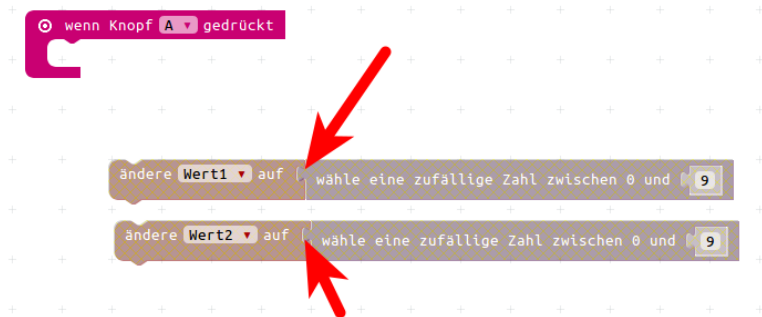 wenn Knopf A gedrückt
ändere Wert1 auf wähle eine zufällige Zahl zwischen 0 und 9
ändere Wert2 auf wähle eine zufällige Zahl zwischen 0 und 9